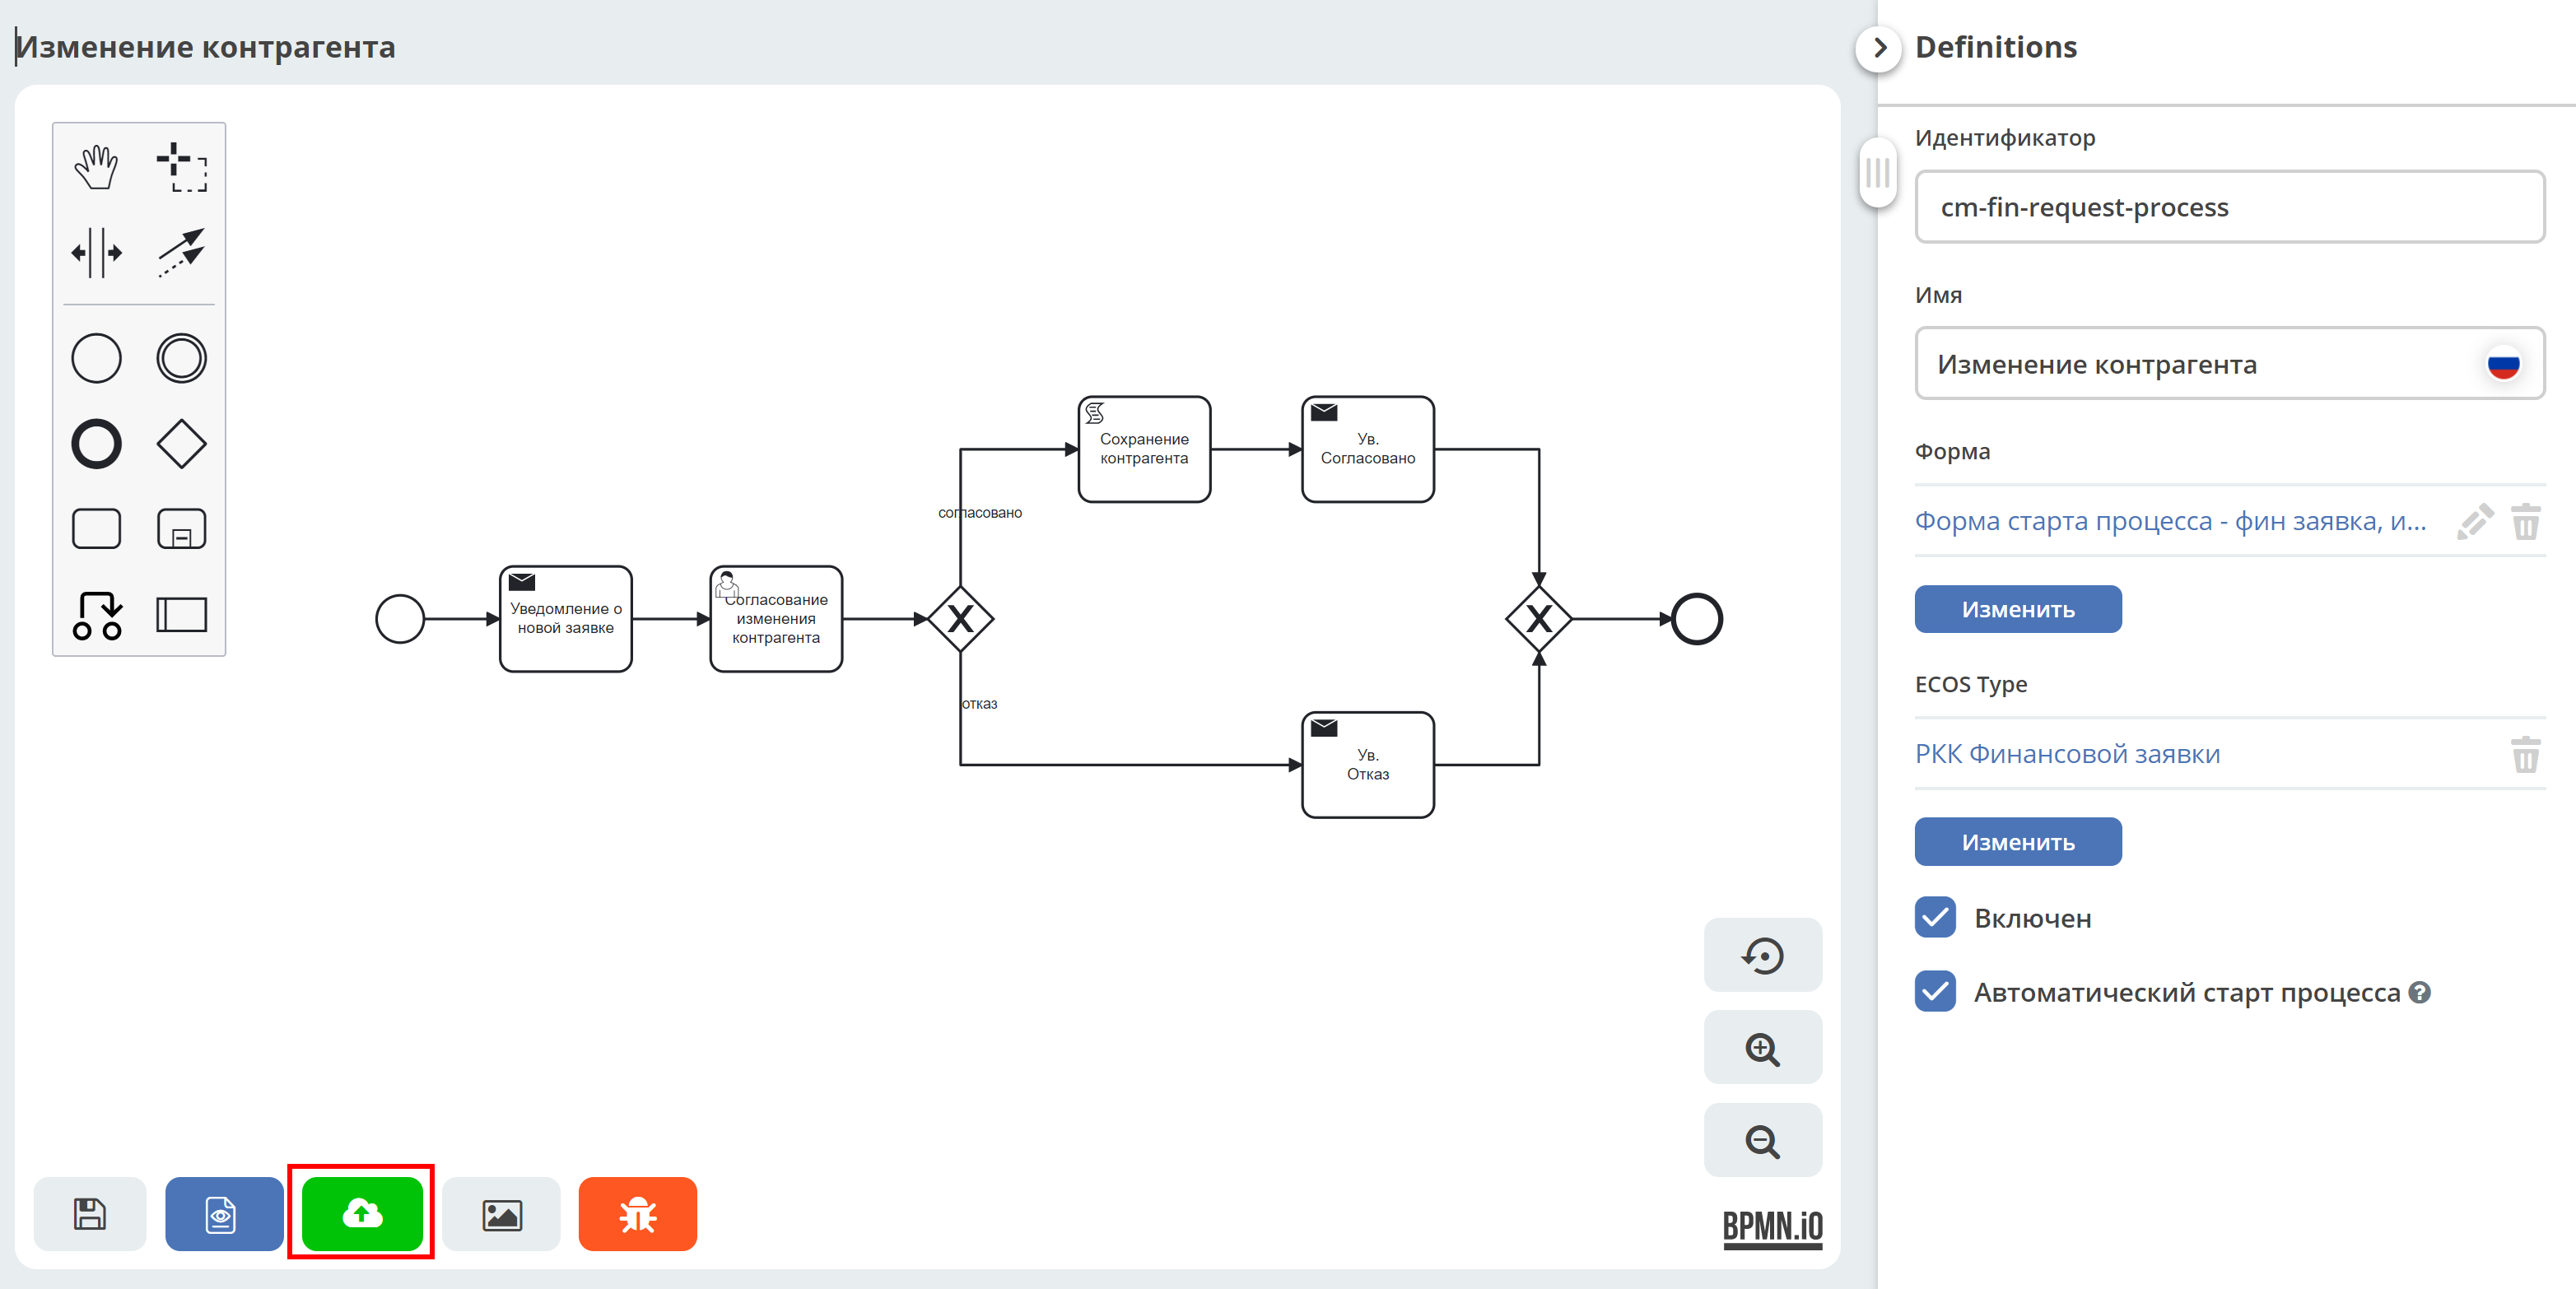 Изменение контрагента
Сохранение
контрагента
Ув.
Согласовано
согласовано
Уведомление о
новой заявке
Согласование
изменения
контрагента
отказ
Ув.
Отказ
BPMN.iO
Definitions
Идентификатор
cm-fin-request-process
Имя
Изменение контрагента
Форма
Форма старта процесса - фин заявка, и...
Изменить
ECOS Type
РКК Финансовой заявки
Изменить
Включен
Автоматический старт процесса